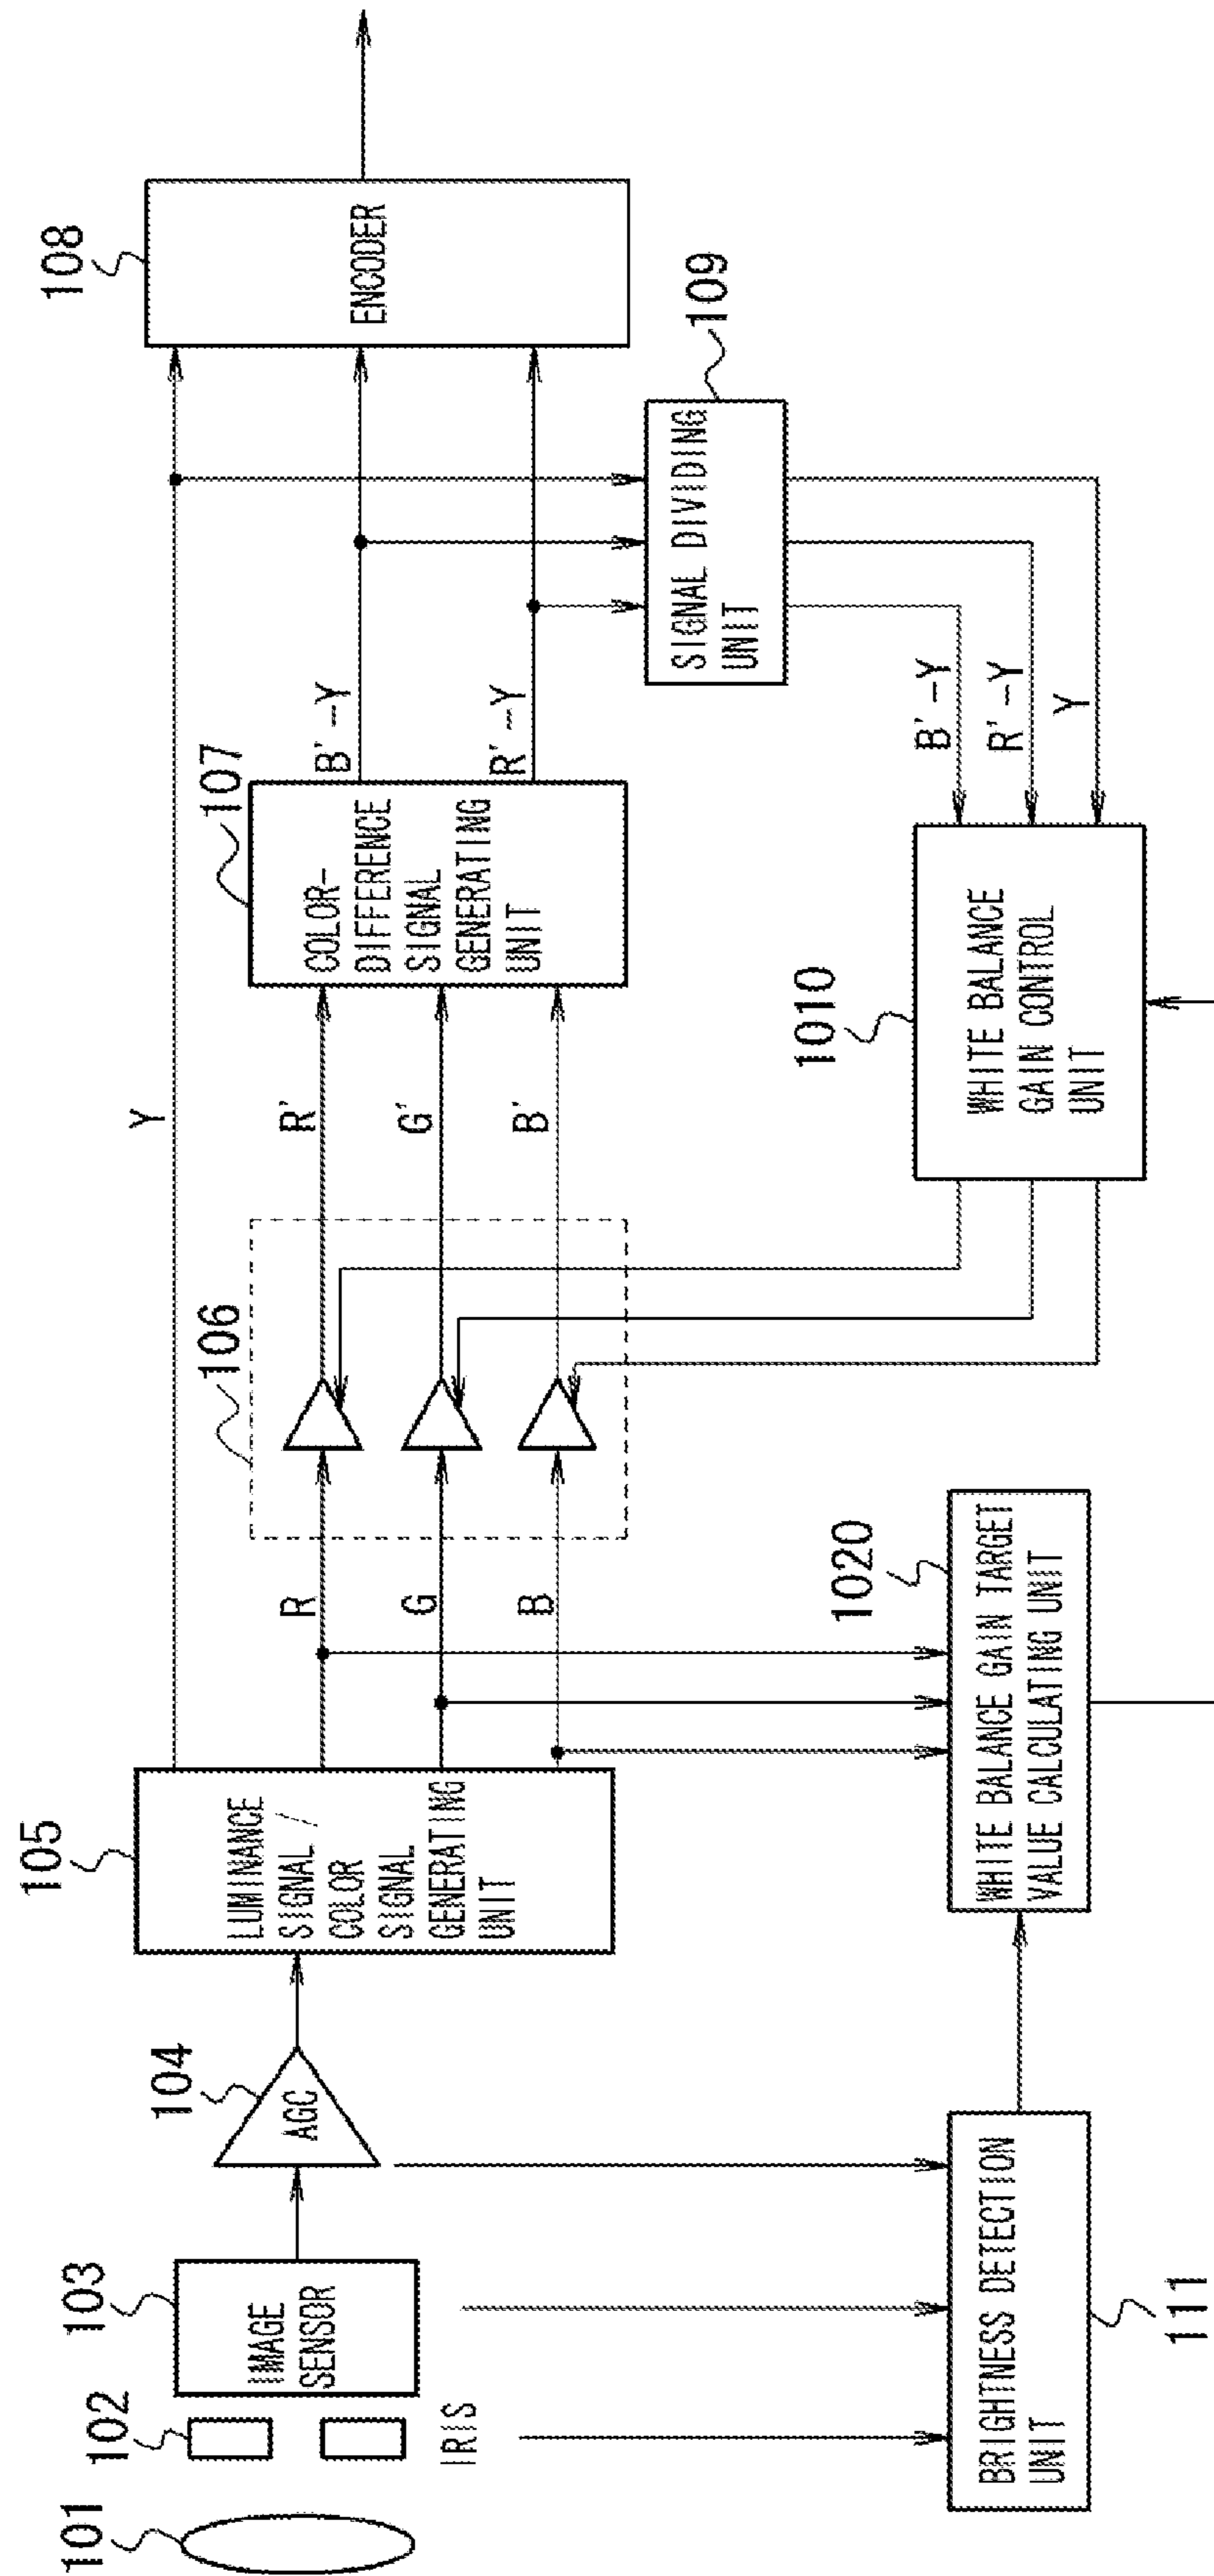 101
102
IRIS
103
IMAGE
SENSOR
104
AGC
105
LUMINANCE
SIGNAL /
COLOR
SIGNAL
GENERATING
UNIT
Y
R
G
B
106
R'
G'
B'
107
COLOR-
DIFFERENCE
SIGNAL
GENERATING
UNIT
B'-Y
R'-Y
108
ENCODER
109
SIGNAL DIVIDING
UNIT
B'-Y
R'-Y
Y
1010
WHITE BALANCE
GAIN CONTROL
UNIT
1020
WHITE BALANCE GAIN TARGET
VALUE CALCULATING UNIT
BRIGHTNESS DETECTION
UNIT
111